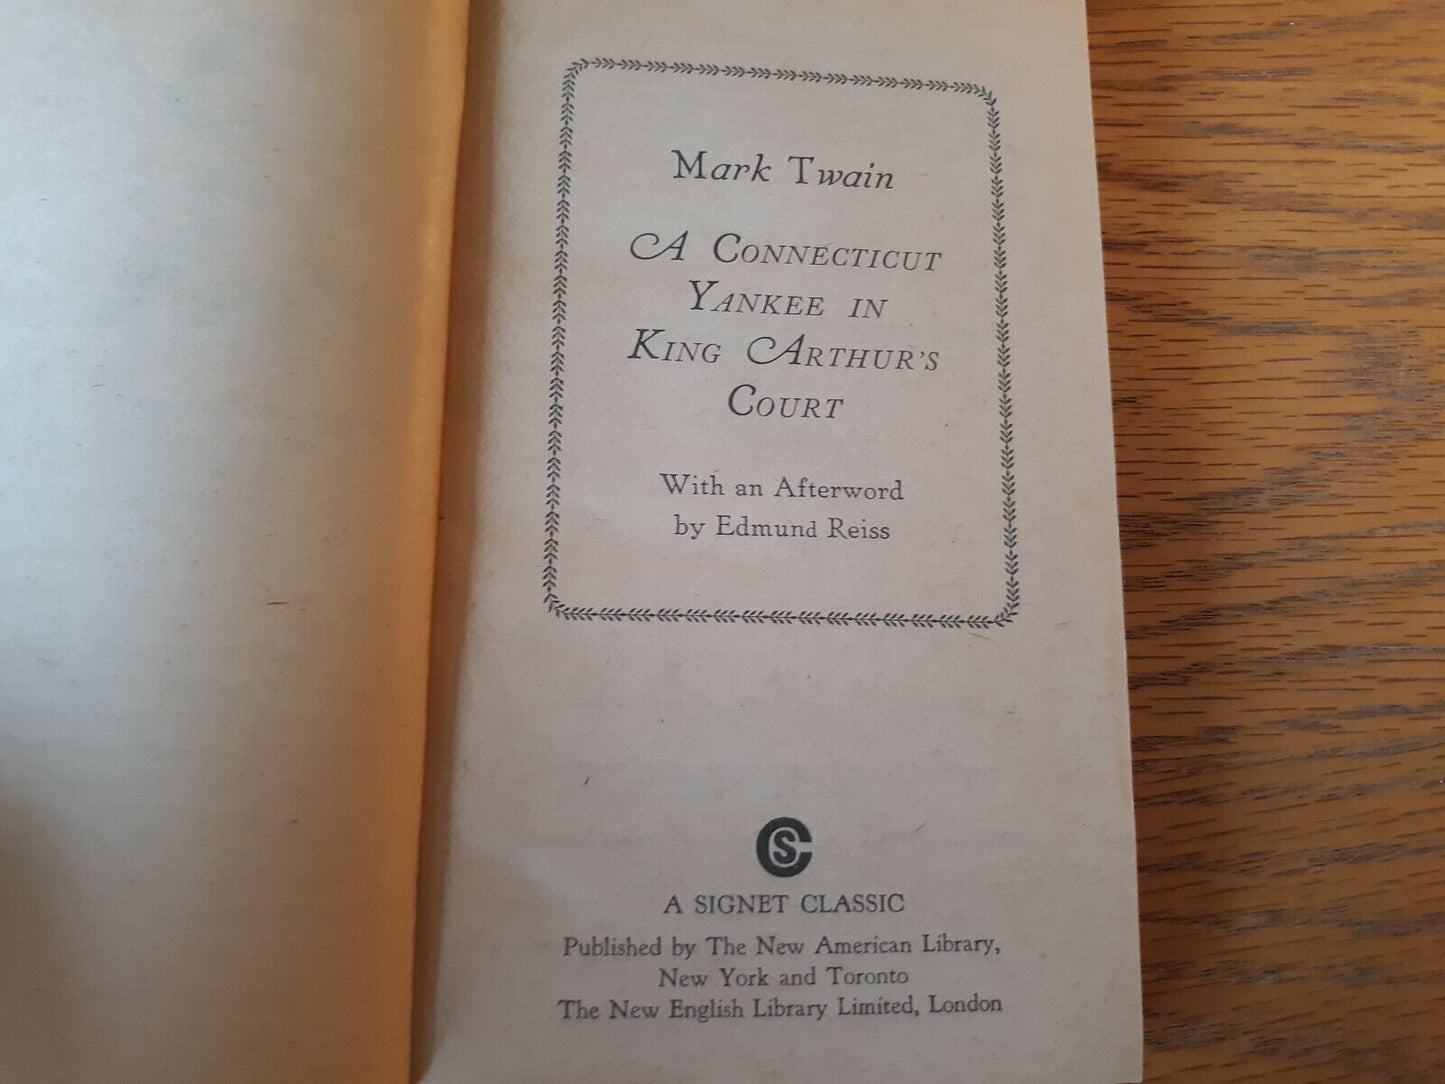 Mark Twain
A CONNECTICUT
YANKEE IN
KING ARTHUR'S
COURT
With an Afterword
by Edmund Reiss
CS
A SIGNET CLASSIC
Published by The New American Library,
New York and Toronto
The New English Library Limited, London